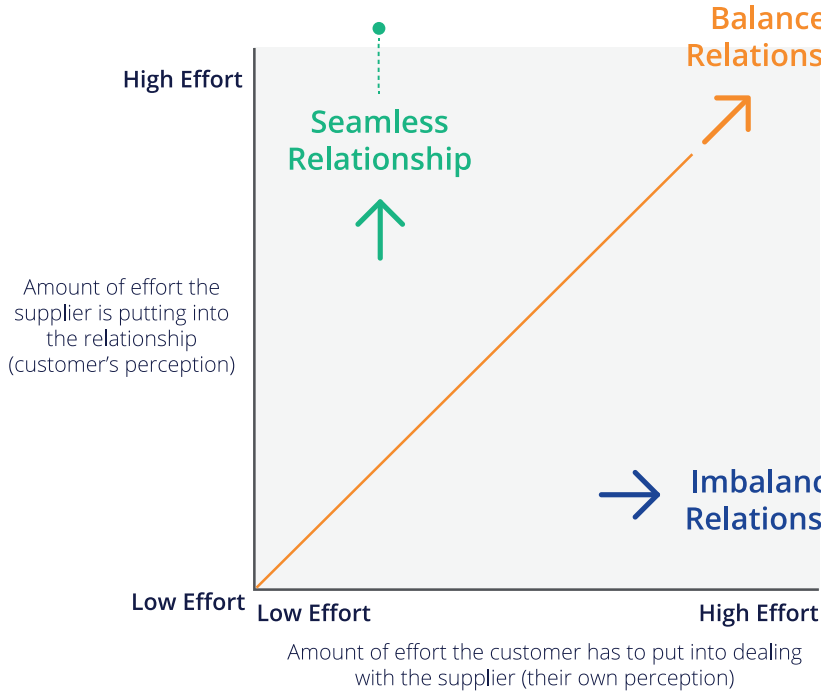 Balance
Relations
High Effort
Seamless
Relationship
Amount of effort the
supplier is putting into
the relationship
(customer’s perception)
Imbalanc
Relations
Low Effort
Low Effort
High Effort
Amount of effort the customer has to put into dealing
with the supplier (their own perception)